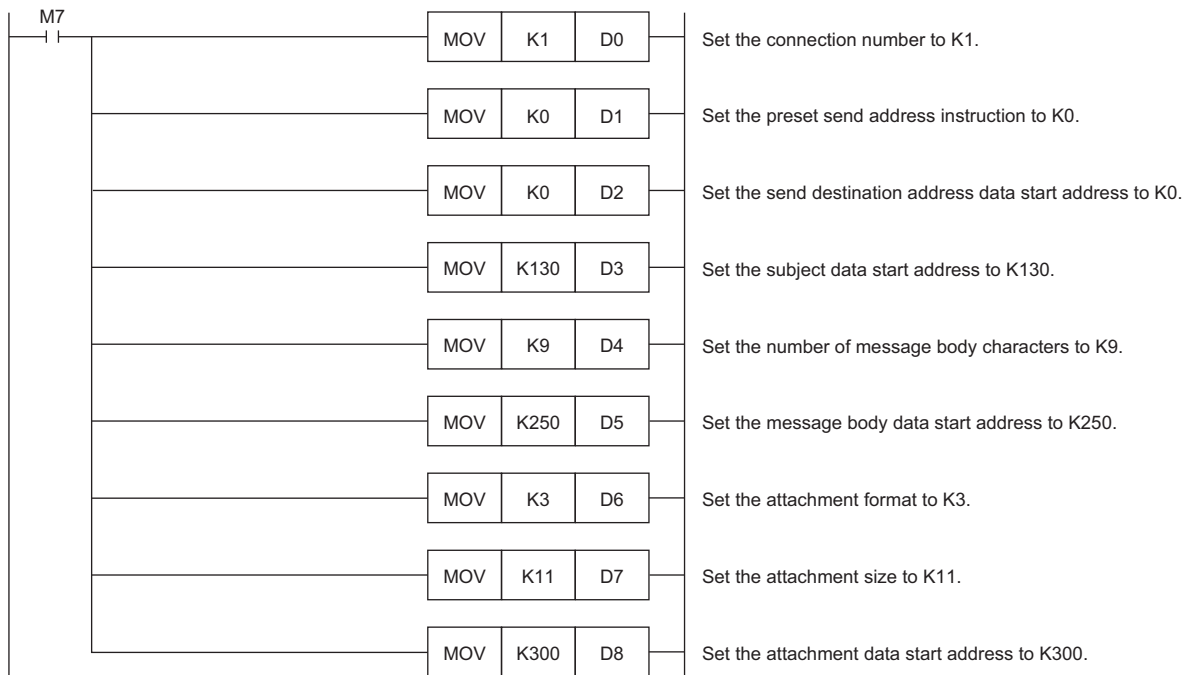 M7
MOV K1 D0 Set the connection number to K1.
MOV K0 D1 Set the preset send address instruction to K0.
MOV K0 D2 Set the send destination address data start address to K0.
MOV K130 D3 Set the subject data start address to K130.
MOV K9 D4 Set the number of message body characters to K9.
MOV K250 D5 Set the message body data start address to K250.
MOV K3 D6 Set the attachment format to K3.
MOV K11 D7 Set the attachment size to K11.
MOV K300 D8 Set the attachment data start address to K300.